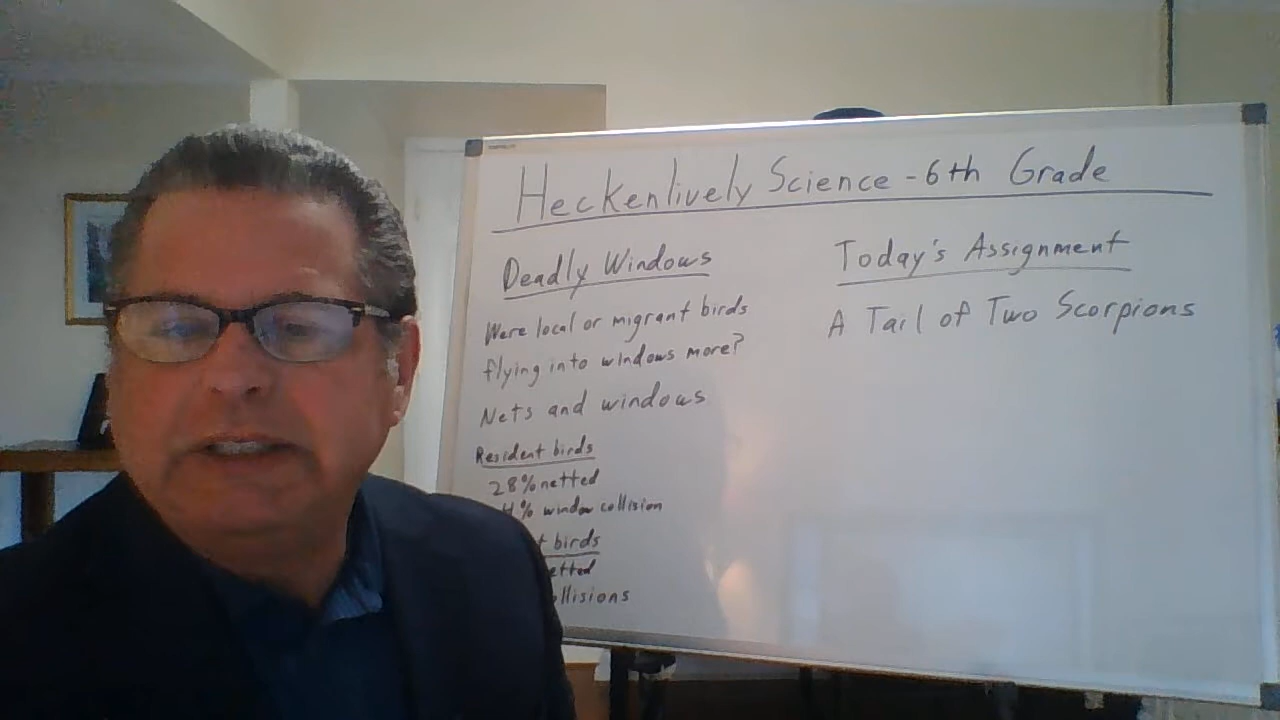 Heckenlively Science - 6th Grade
Deadly Windows
Were local or migrant birds
flying into windows more?
Nets and windows
Resident birds
28% netted
% window collision
birds
Today's Assignment
A Tail of Two Scorpions